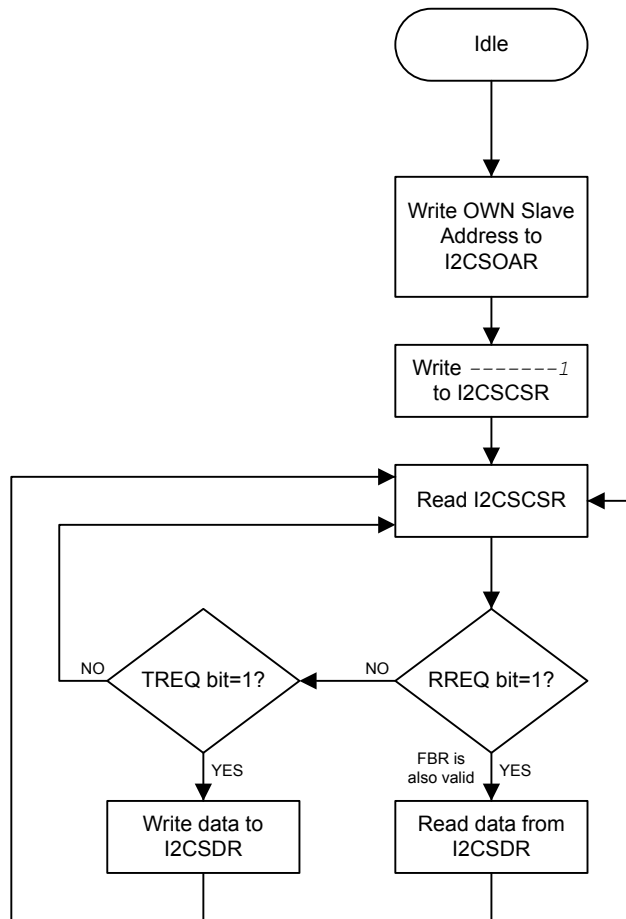 Idle
Write OWN Slave
Address to
I2CSOAR
Write -------1
to I2CSCSR
Read I2CSCSR
NO
TREQ bit=1?
NO
RREQ bit=1?
YES
FBR is
also valid
YES
Write data to
I2CSDR
Read data from
I2CSDR